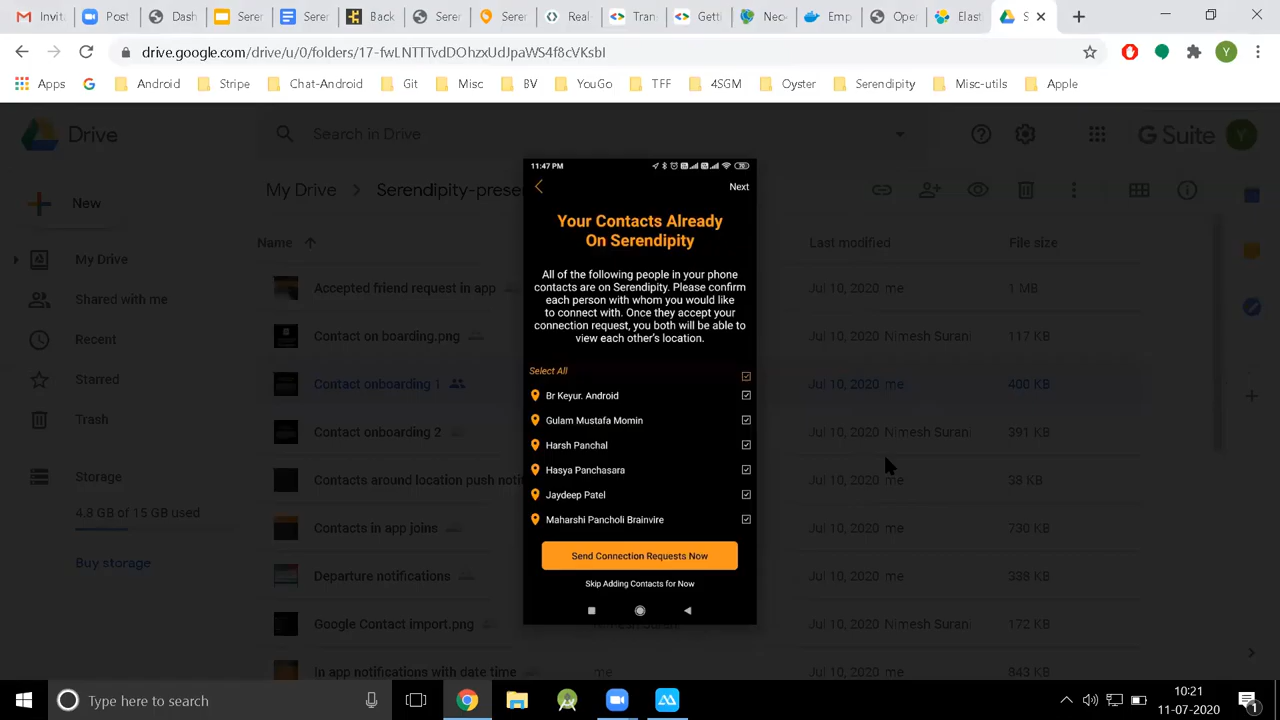 Invit
Post
Dash
Serer
Serer
Back
Serir
Seren
Real-
Tran
Gett
Neo
Emp
Ope
Elast
S
drive.google.com/drive/u/0/folders/17-fwLNTTTvdDOhzxUdJpaWS4f8cVKsbI
Y
Apps
Android
Stripe
Chat-Android
Git
Misc
BV
YouGo
TFF
4SGM
Oyster
Serendipity
Misc-utils
Apple
Drive
Search in Drive
G Suite
Y
New
My Drive
Serendipity-prese
Name
Last modified
File size
My Drive
Shared with me
Recent
Starred
Trash
Storage
4.8 GB of 15 GB used
Buy storage
Accepted friend request in app
Jul 10, 2020 me
1 MB
Contact on boarding.png
Jul 10, 2020 Nimesh Surani
117 KB
Contact onboarding 1
Jul 10, 2020 me
400 KB
Contact onboarding 2
Jul 10, 2020 Nimesh Surani
391 KB
Contacts around location push noti
Jul 10, 2020 me
38 KB
Contacts in app joins
Jul 10, 2020 me
730 KB
Departure notifications
Jul 10, 2020 me
338 KB
Google Contact import.png
Jul 10, 2020 Nimesh Surani
172 KB
In app notifications with date time
me
Jul 10, 2020 me
843 KB
11:47 PM
Next
Your Contacts Already
On Serendipity
All of the following people in your phone
contacts are on Serendipity. Please confirm
each person with whom you would like
to connect with. Once they accept your
connection request, you both will be able to
view each other's location.
Select All
Br Keyur. Android
Gulam Mustafa Momin
Harsh Panchal
Hasya Panchasara
Jaydeep Patel
Maharshi Pancholi Brainvire
Send Connection Requests Now
Skip Adding Contacts for Now
Type here to search
10:21
11-07-2020
1